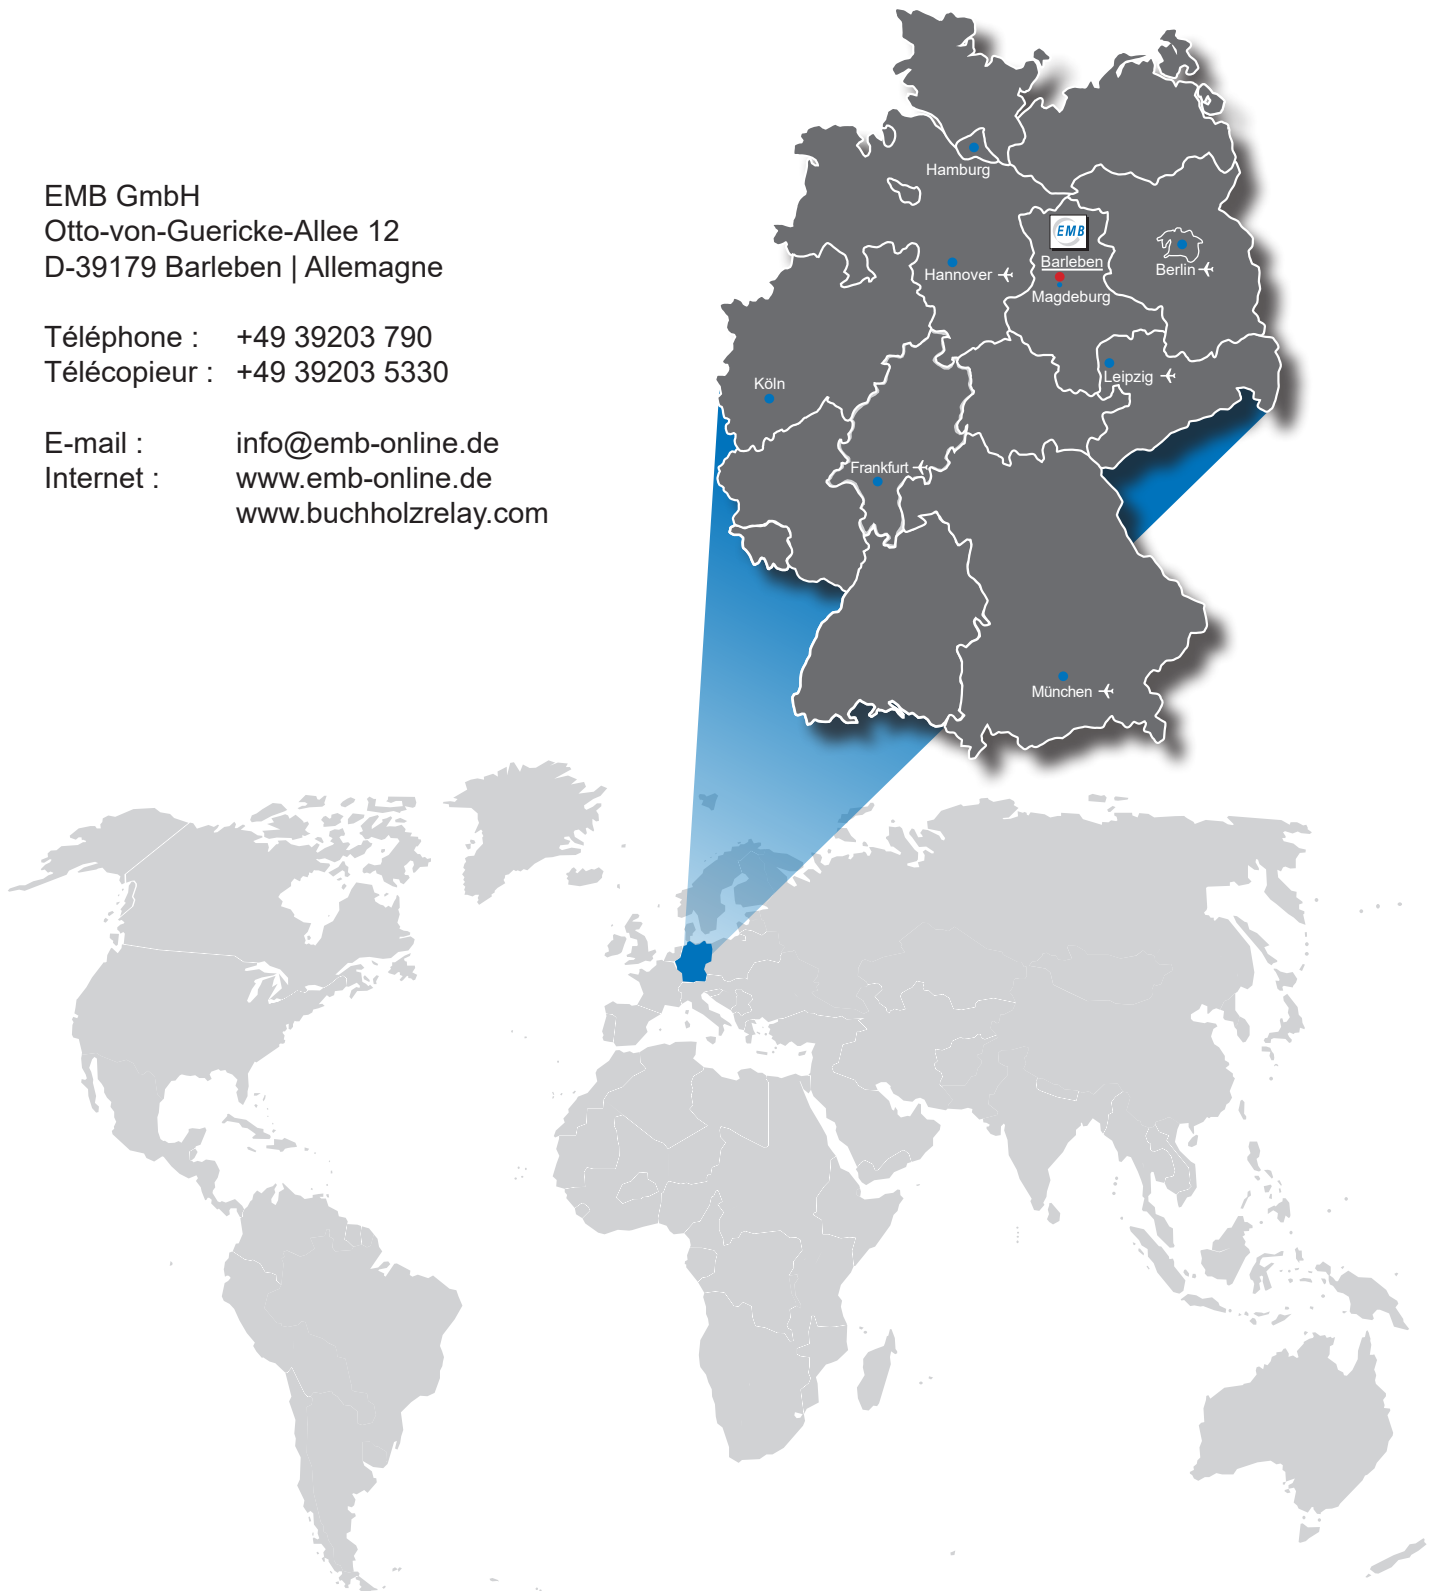 EMB GmbH
Otto-von-Guericke-Allee 12
D-39179 Barleben | Allemagne
Téléphone : +49 39203 790
Télécopieur : +49 39203 5330
E-mail : info@emb-online.de
Internet : www.emb-online.de
www.buchholzrelay.com
Hamburg
EMB
Barleben
Hannover
Berlin
Magdeburg
Leipzig
Köln
Frankfurt
München